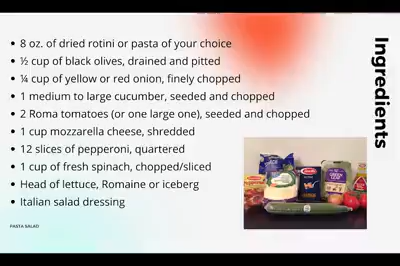 Ingredients
8 oz. of dried rotini or pasta of your choice
½ cup of black olives, drained and pitted
¼ cup of yellow or red onion, finely chopped
1 medium to large cucumber, seeded and chopped
2 Roma tomatoes (or one large one), seeded and chopped
1 cup mozzarella cheese, shredded
12 slices of pepperoni, quartered
1 cup of fresh spinach, chopped/sliced
Head of lettuce, Romaine or iceberg
Italian salad dressing
PASTA SALAD